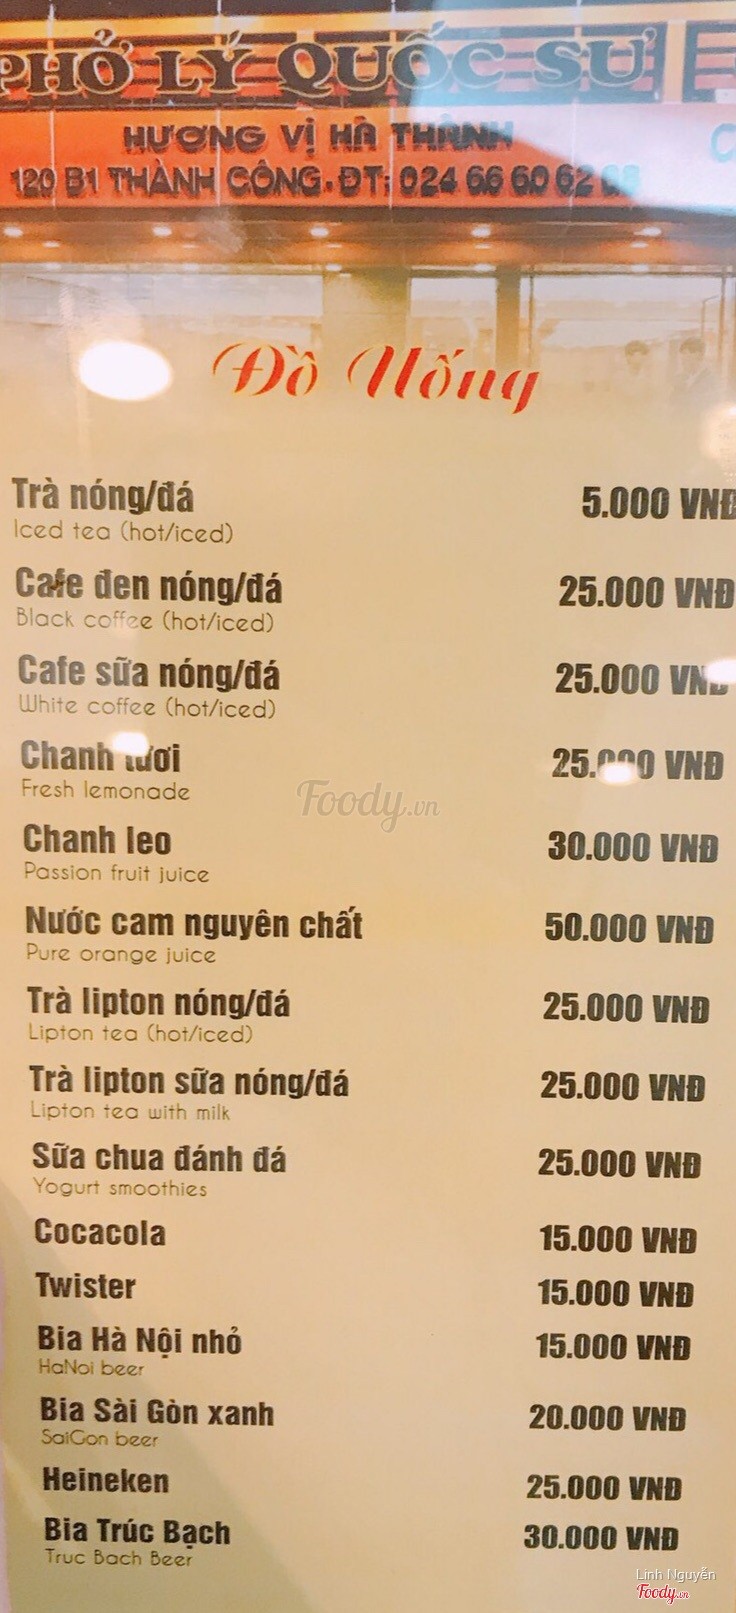 PHỞ LÝ QUỐC SƯ
HƯƠNG VỊ HÀ THÀNH
120 B1 THÀNH CÔNG. ĐT: 024 66 60 62
Đồ Uống
Trà nóng/đá 5.000 VNĐ
Iced tea (hot/iced)
Cafe đen nóng/đá 25.000 VNĐ
Black coffee (hot/iced)
Cafe sữa nóng/đá 25.000 VNĐ
White coffee (hot/iced)
Chanh tươi 25.000 VNĐ
Fresh lemonade
Foody.vn
Chanh leo 30.000 VNĐ
Passion fruit juice
Nước cam nguyên chất 50.000 VNĐ
Pure orange juice
Trà lipton nóng/đá 25.000 VNĐ
Lipton tea (hot/iced)
Trà lipton sữa nóng/đá 25.000 VNĐ
Lipton tea with milk
Sữa chua đánh đá 25.000 VNĐ
Yogurt smoothies
Cocacola 15.000 VNĐ
Twister 15.000 VNĐ
Bia Hà Nội nhỏ 15.000 VNĐ
HaNoi beer
Bia Sài Gòn xanh 20.000 VNĐ
SaiGon beer
Heineken 25.000 VNĐ
Bia Trúc Bạch 30.000 VNĐ
Truc Bach Beer
Linh Nguyễn
Foody.vn